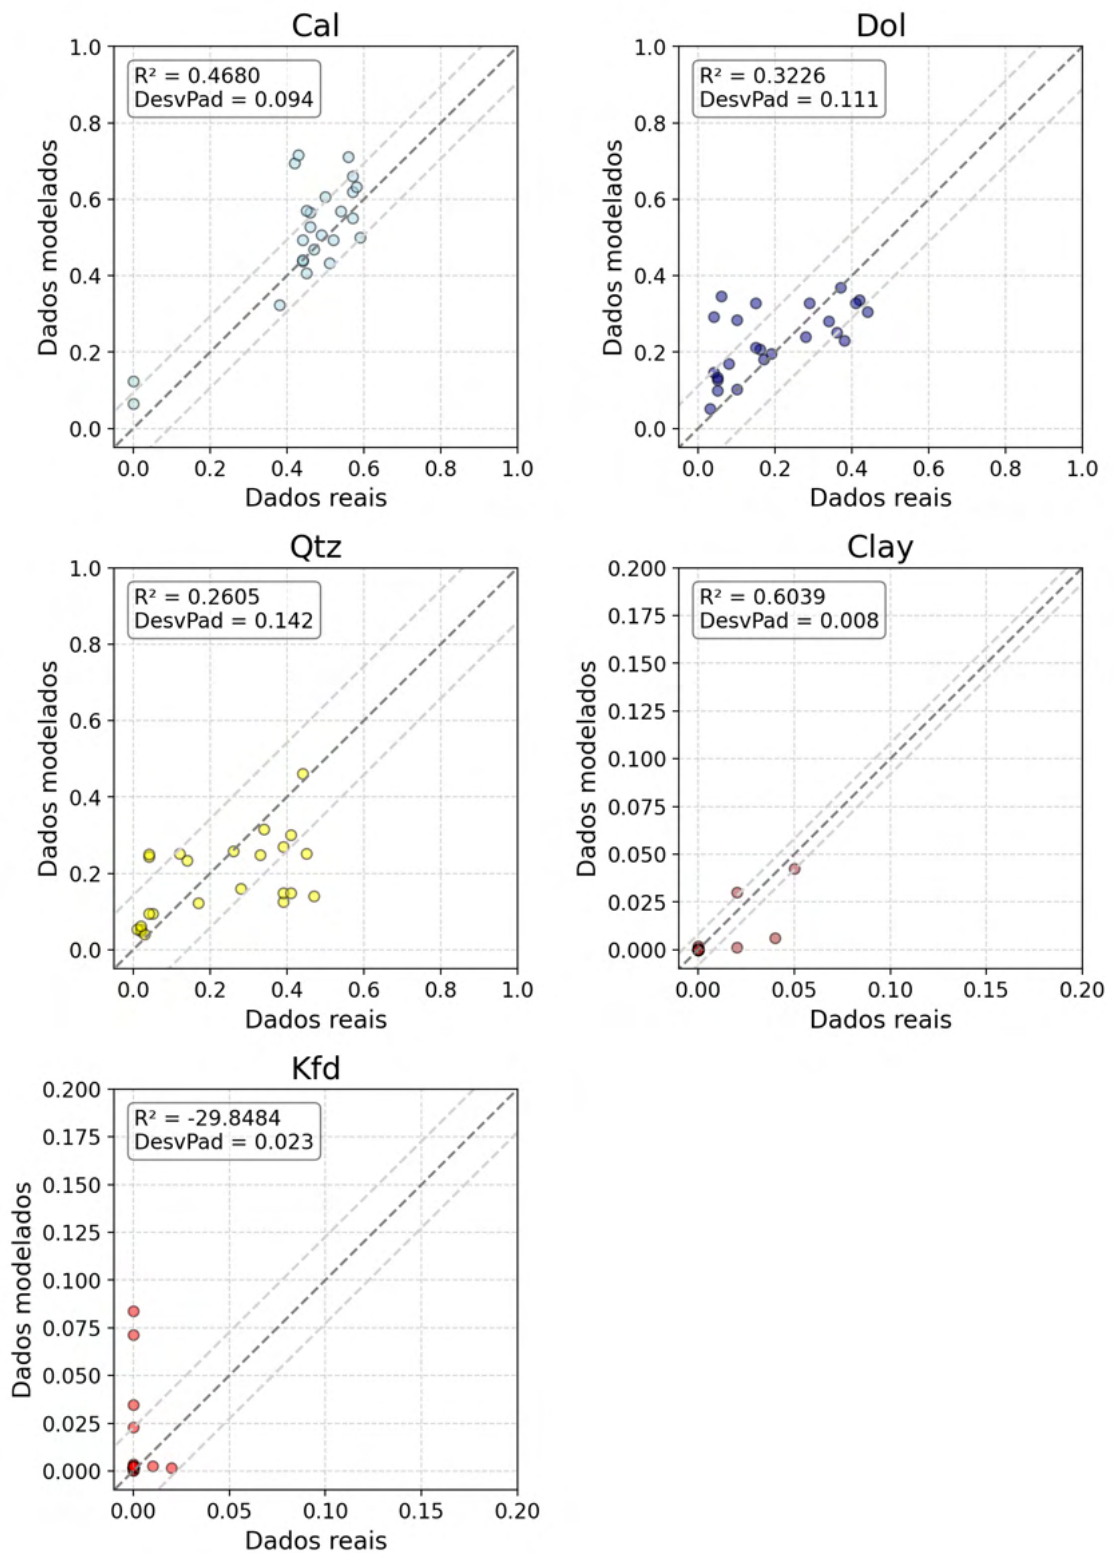 Cal
R² = 0.4680
DesvPad = 0.094
1.0
0.8
0.6
0.4
0.2
0.0
Dados modelados
0.0 0.2 0.4 0.6 0.8 1.0
Dados reais
Dol
R² = 0.3226
DesvPad = 0.111
1.0
0.8
0.6
0.4
0.2
0.0
Dados modelados
0.0 0.2 0.4 0.6 0.8 1.0
Dados reais
Qtz
R² = 0.2605
DesvPad = 0.142
1.0
0.8
0.6
0.4
0.2
0.0
Dados modelados
0.0 0.2 0.4 0.6 0.8 1.0
Dados reais
Clay
R² = 0.6039
DesvPad = 0.008
0.200
0.175
0.150
0.125
0.100
0.075
0.050
0.025
0.000
Dados modelados
0.00 0.05 0.10 0.15 0.20
Dados reais
Kfd
R² = -29.8484
DesvPad = 0.023
0.200
0.175
0.150
0.125
0.100
0.075
0.050
0.025
0.000
Dados modelados
0.00 0.05 0.10 0.15 0.20
Dados reais